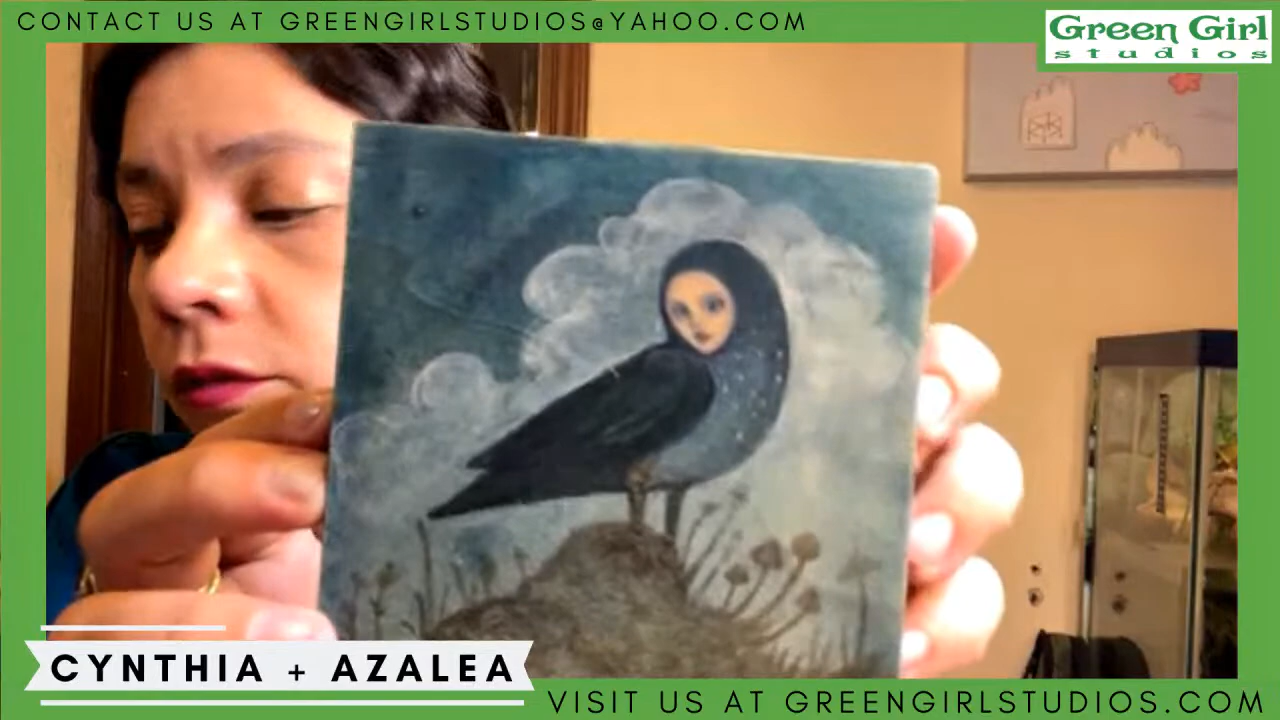 CONTACT US AT GREENGIRLSTUDIOS@YAHOO.COM
Green Girl
studios
CYNTHIA + AZALEA
VISIT US AT GREENGIRLSTUDIOS.COM